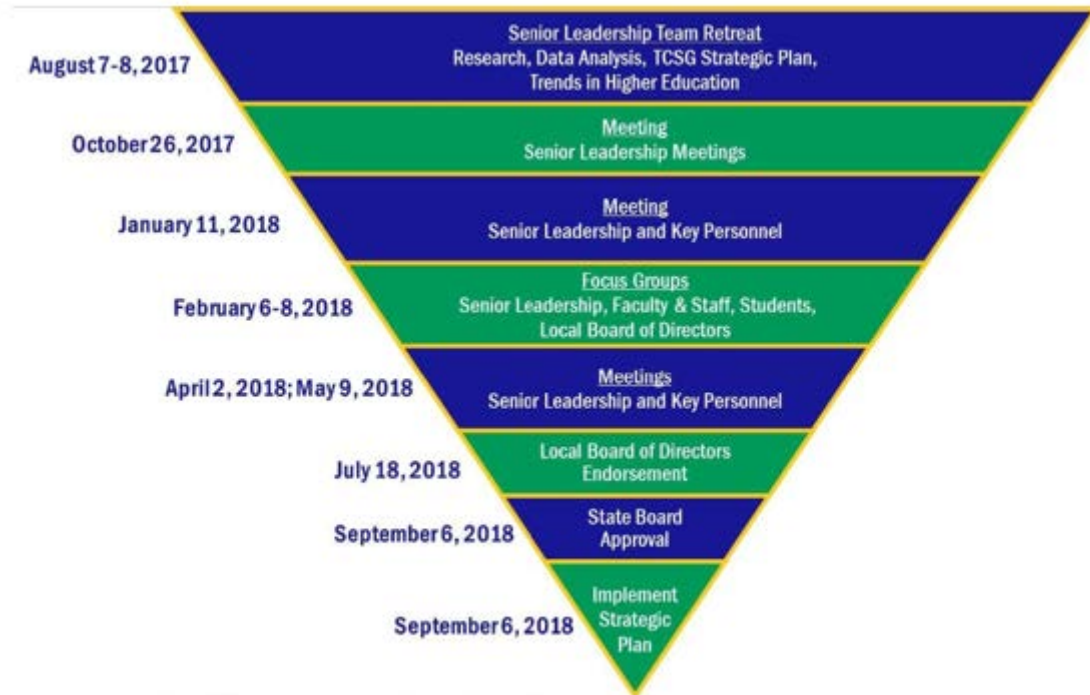 August 7-8, 2017
Senior Leadership Team Retreat
Research, Data Analysis, TCSG Strategic Plan,
Trends in Higher Education
October 26, 2017
Meeting
Senior Leadership Meetings
January 11, 2018
Meeting
Senior Leadership and Key Personnel
February 6-8, 2018
Focus Groups
Senior Leadership, Faculty & Staff, Students,
Local Board of Directors
April 2, 2018; May 9, 2018
Meetings
Senior Leadership and Key Personnel
July 18, 2018
Local Board of Directors
Endorsement
September 6, 2018
State Board
Approval
September 6, 2018
Implement
Strategic
Plan